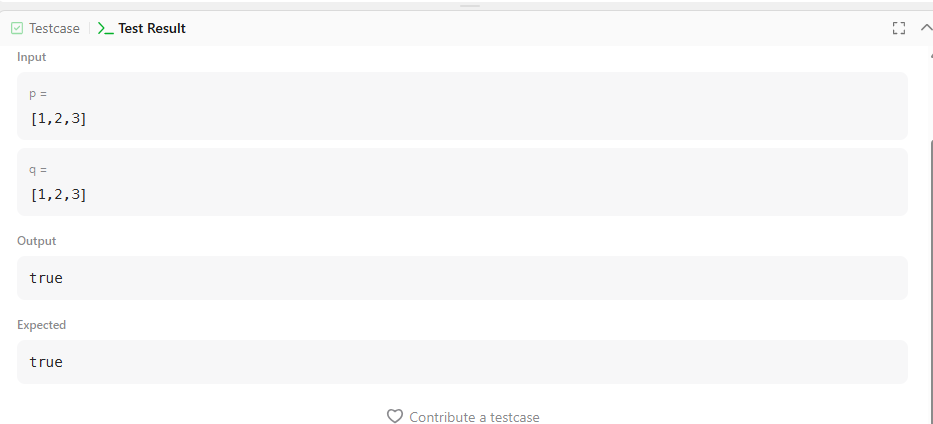 Testcase
Test Result
Input
p =
[1,2,3]
q =
[1,2,3]
Output
true
Expected
true
Contribute a testcase